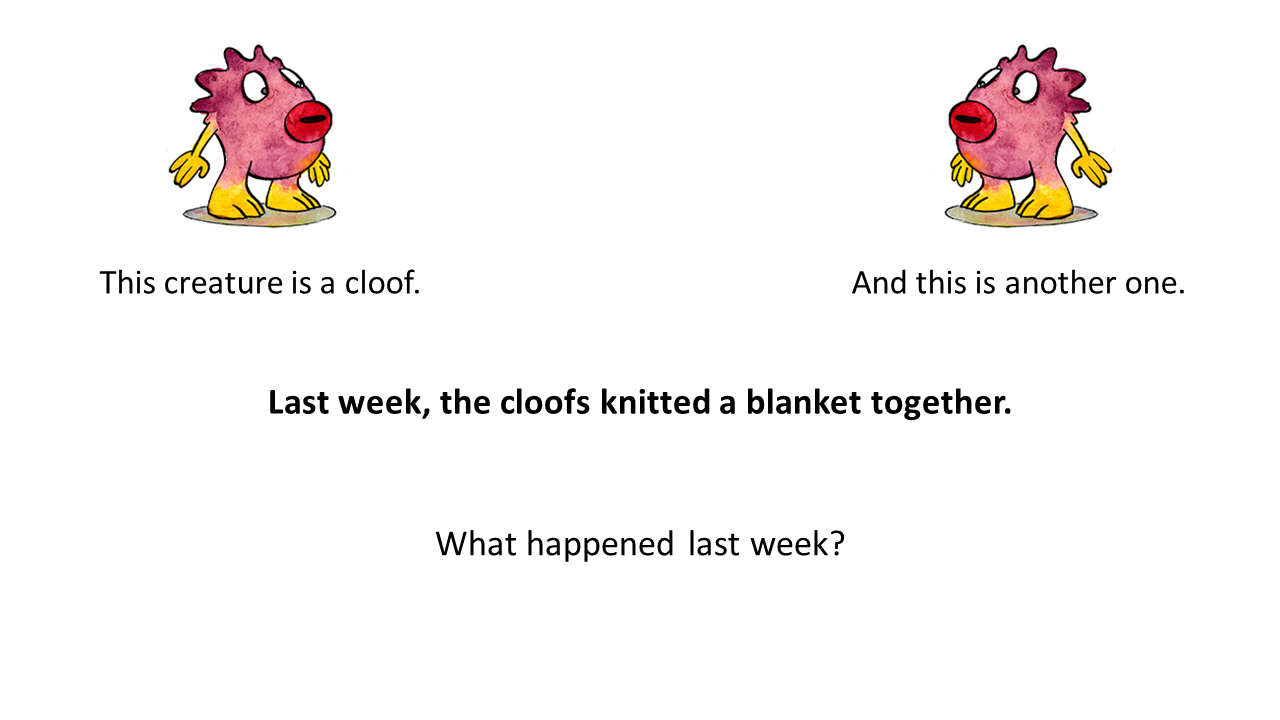 This creature is a cloof.
And this is another one.
Last week, the cloofs knitted a blanket together.
What happened last week?